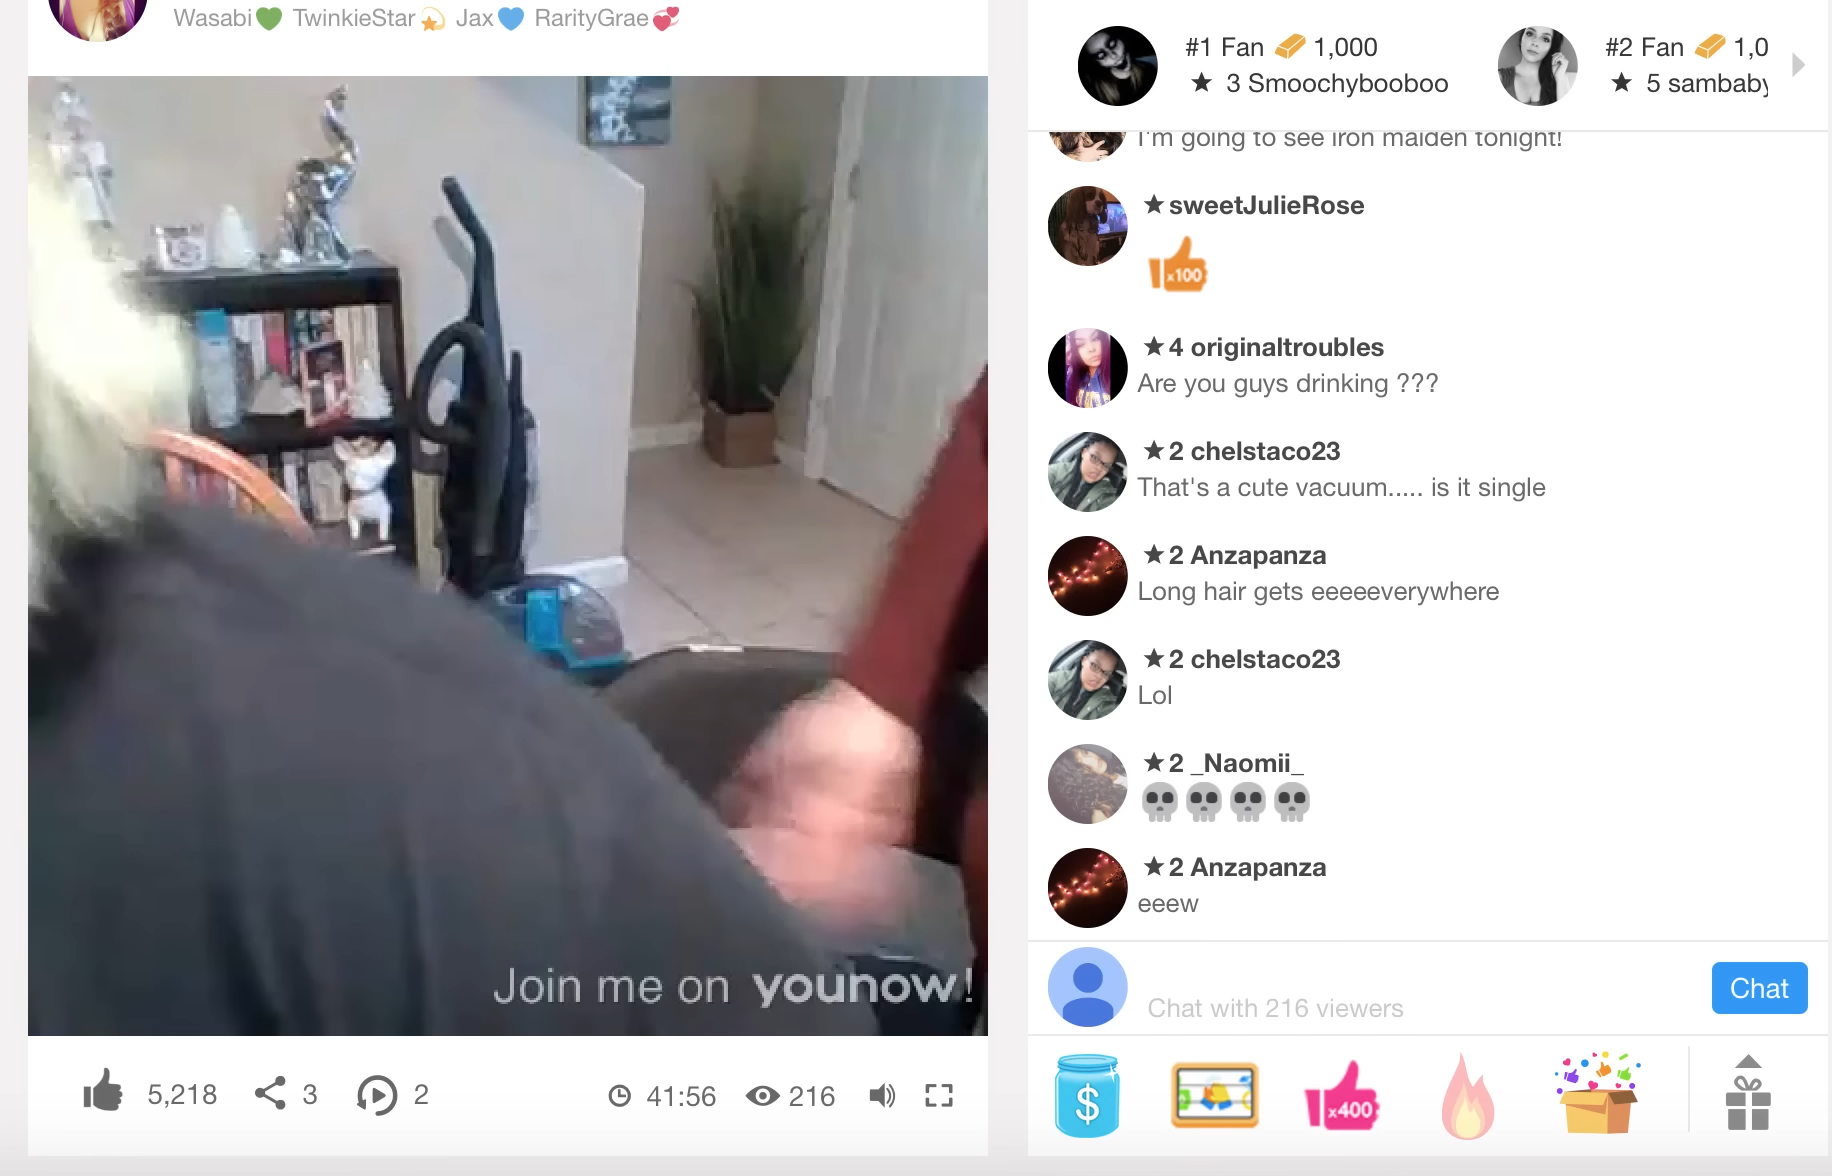 Wasabi💚 TwinkieStar💫 Jax💙 RarityGrae💞
Join me on younow!
5,218
3
2
41:56
216
#1 Fan 1,000
★ 3 Smoochybooboo
#2 Fan 1,0
★ 5 sambaby
I'm going to see iron maiden tonight!
★ sweetJulieRose
x100
★ 4 originaltroubles
Are you guys drinking ???
★ 2 chelstaco23
That's a cute vacuum..... is it single
★ 2 Anzapanza
Long hair gets eeeeeverywhere
★ 2 chelstaco23
Lol
★ 2 _Naomii_
💀💀💀💀
★ 2 Anzapanza
eeew
Chat with 216 viewers
Chat
$
x400